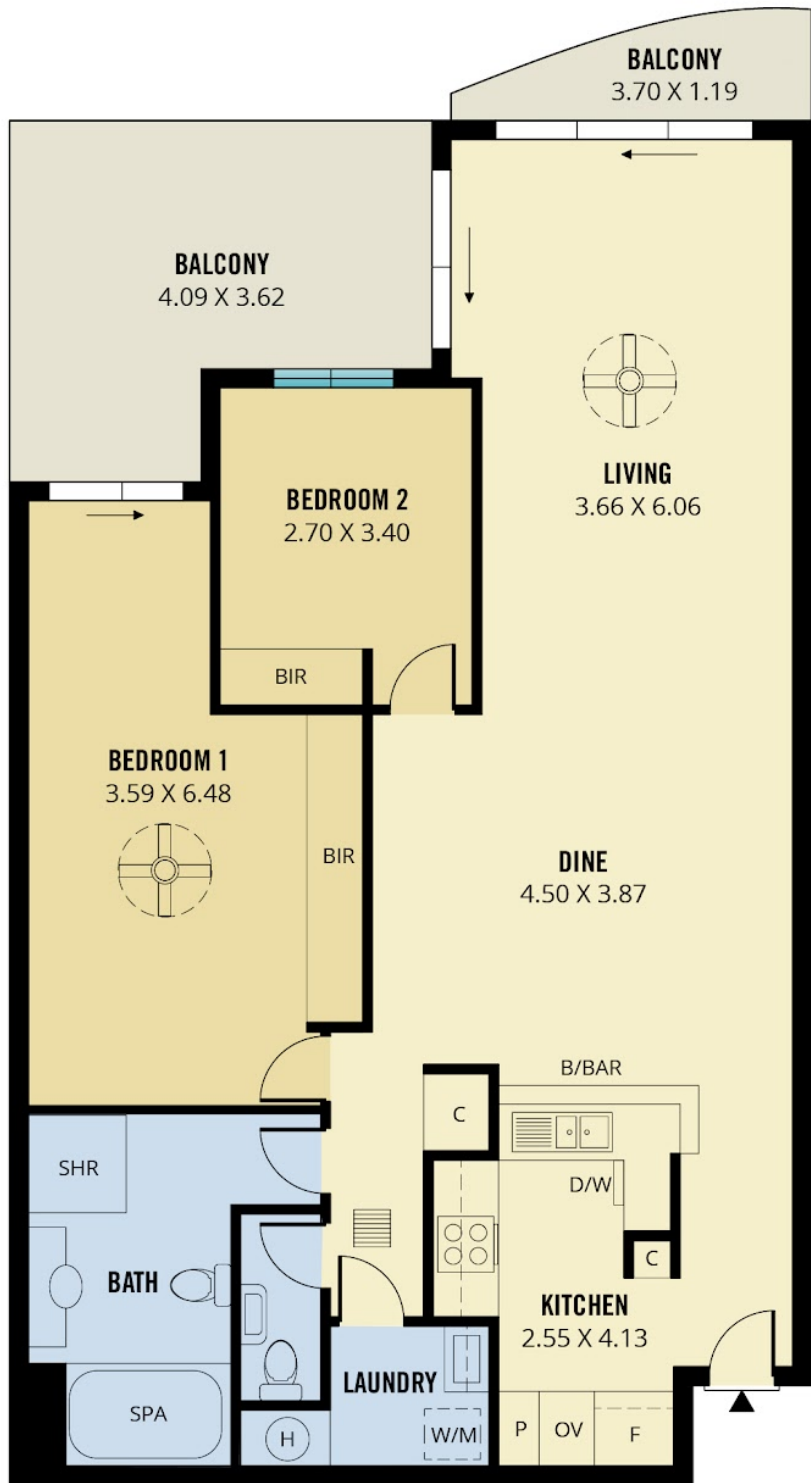 BALCONY
3.70 X 1.19
BALCONY
4.09 X 3.62
LIVING
3.66 X 6.06
BEDROOM 2
2.70 X 3.40
BIR
BEDROOM 1
3.59 X 6.48
BIR
DINE
4.50 X 3.87
B/BAR
C
SHR
D/W
C
BATH
KITCHEN
2.55 X 4.13
LAUNDRY
SPA
H
W/M
P
OV
F